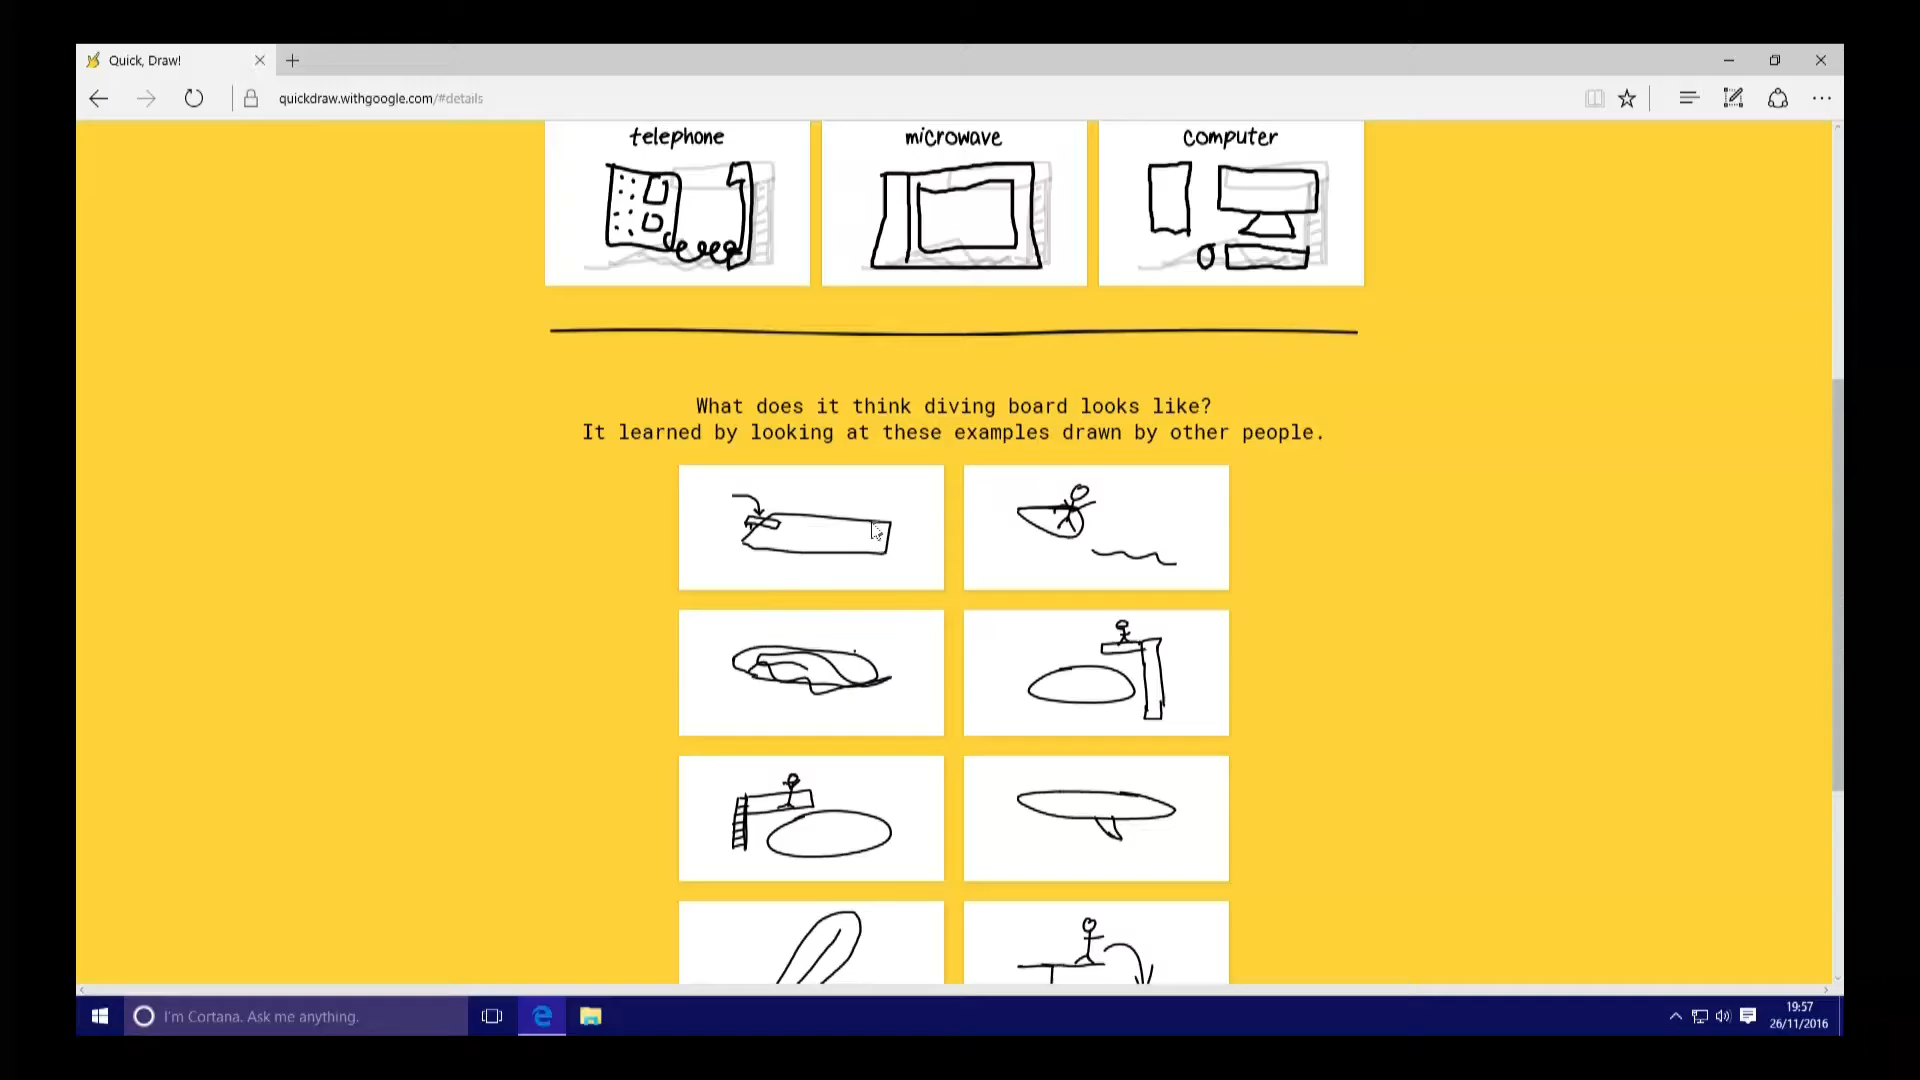 Quick, Draw!
quickdraw.withgoogle.com/#details
telephone
microwave
computer
What does it think diving board looks like?
It learned by looking at these examples drawn by other people.
I'm Cortana. Ask me anything.
19:57
26/11/2016